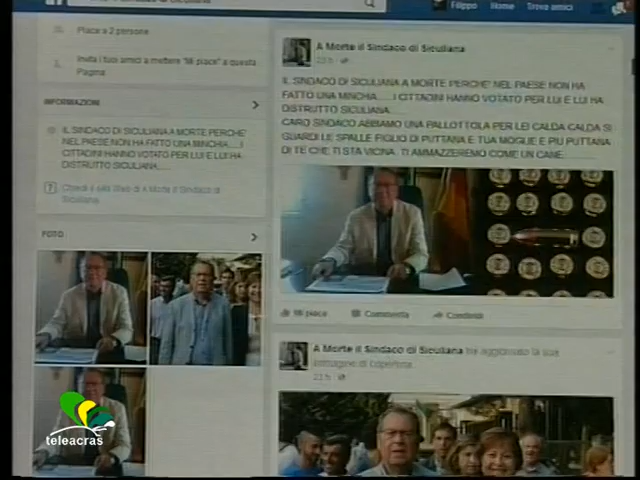 Filippo Home Trova amici
Piace a 2 persone
Invita i tuoi amici a mettere "Mi piace" a questa
Pagina
INFORMAZIONI
IL SINDACO DI SICULIANA A MORTE PERCHE'
NEL PAESE NON HA FATTO UNA MINCHIA.....I
CITTADINI HANNO VOTATO PER LUI E LUI HA
DISTRUTTO SICULIANA.....
Chiedi il sito Web di A Morte il Sindaco di
Siculiana
FOTO
teleacras
A Morte il Sindaco di Siculiana
23 h
IL SINDACO DI SICULIANA A MORTE PERCHE' NEL PAESE NON HA
FATTO UNA MINCHIA.....I CITTADINI HANNO VOTATO PER LUI E LUI HA
DISTRUTTO SICULIANA.....
CARO SINDACO ABBIAMO UNA PALLOTTOLA PER LEI CALDA CALDA SI
GUARDI LE SPALLE FIGLIO DI PUTTANA E TUA MOGLIE E PIU PUTTANA
DI TE CHE TI STA VICINA. TI AMMAZZEREMO COME UN CANE
Mi piace Commenta Condividi
A Morte il Sindaco di Siculiana ha aggiornato la sua
immagine di copertina.
23 h